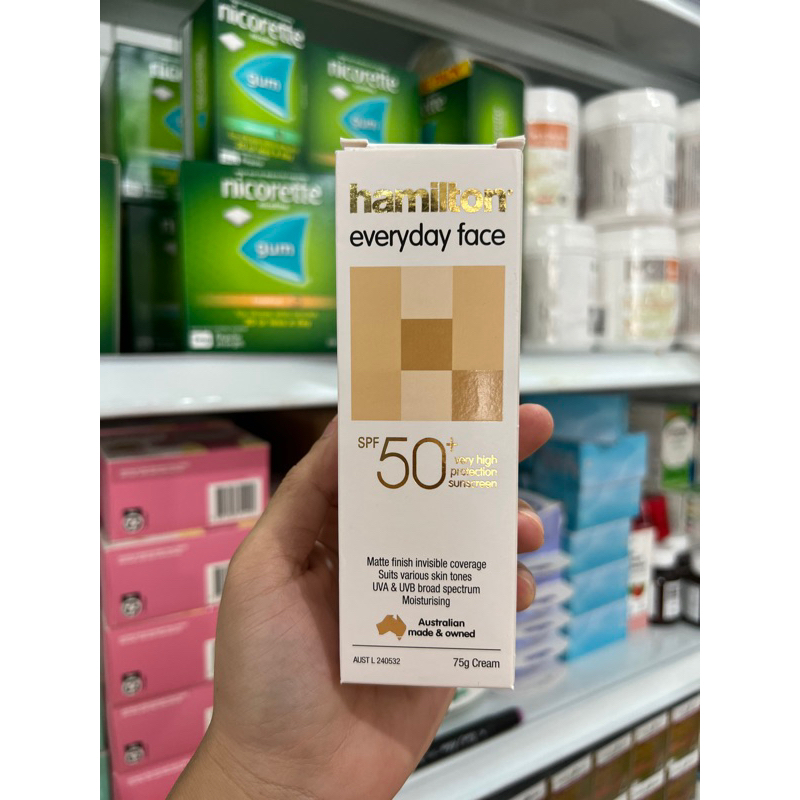 nicorette
gum
nicorette
gum
nicorette
gum
hamilton
everyday face
SPF 50+
very high
protection
sunscreen
Matte finish invisible coverage
Suits various skin tones
UVA & UVB broad spectrum
Moisturising
Australian
made & owned
AUST L 240532
75g Cream